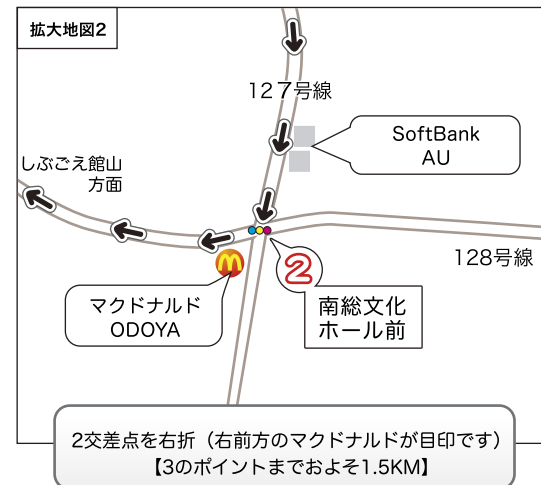 拡大地図2
127号線
SoftBank
AU
しぶごえ館山
方面
128号線
2
マクドナルド
ODOYA
南総文化
ホール前
2交差点を右折（右前方のマクドナルドが目印です）
【3のポイントまでおよそ1.5KM】